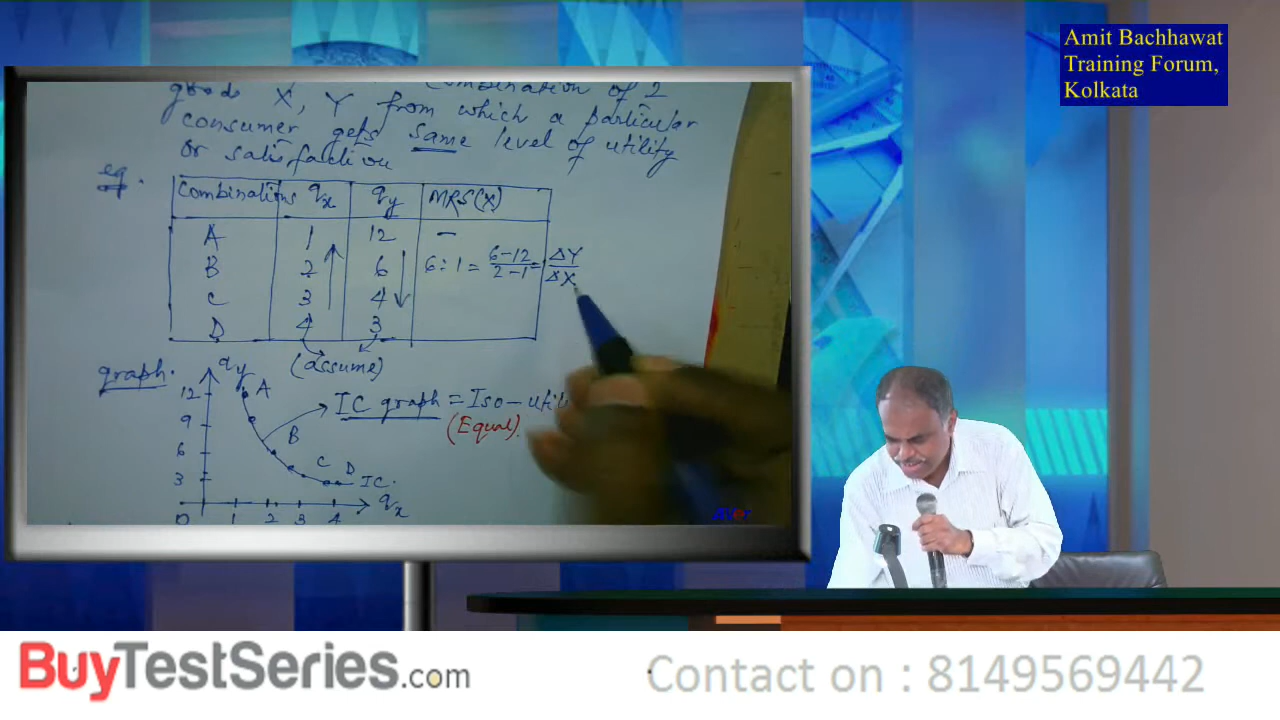 Amit Bachhawat
Training Forum,
Kolkata
goods X, Y from which a particular
consumer gets same level of utility
or satisfaction
eg.
Combinations qx qy MRS(X)
A 1 12 –
B 2 6 6:1 = 6-12/2-1 = ΔY/ΔX
C 3 4
D 4 3
(assume)
graph.
qy
12 A
9
6
3
B
C D IC.
0 1 2 3 4 qx
IC graph = Iso-utili
(Equal)
BuyTestSeries.com
Contact on : 8149569442